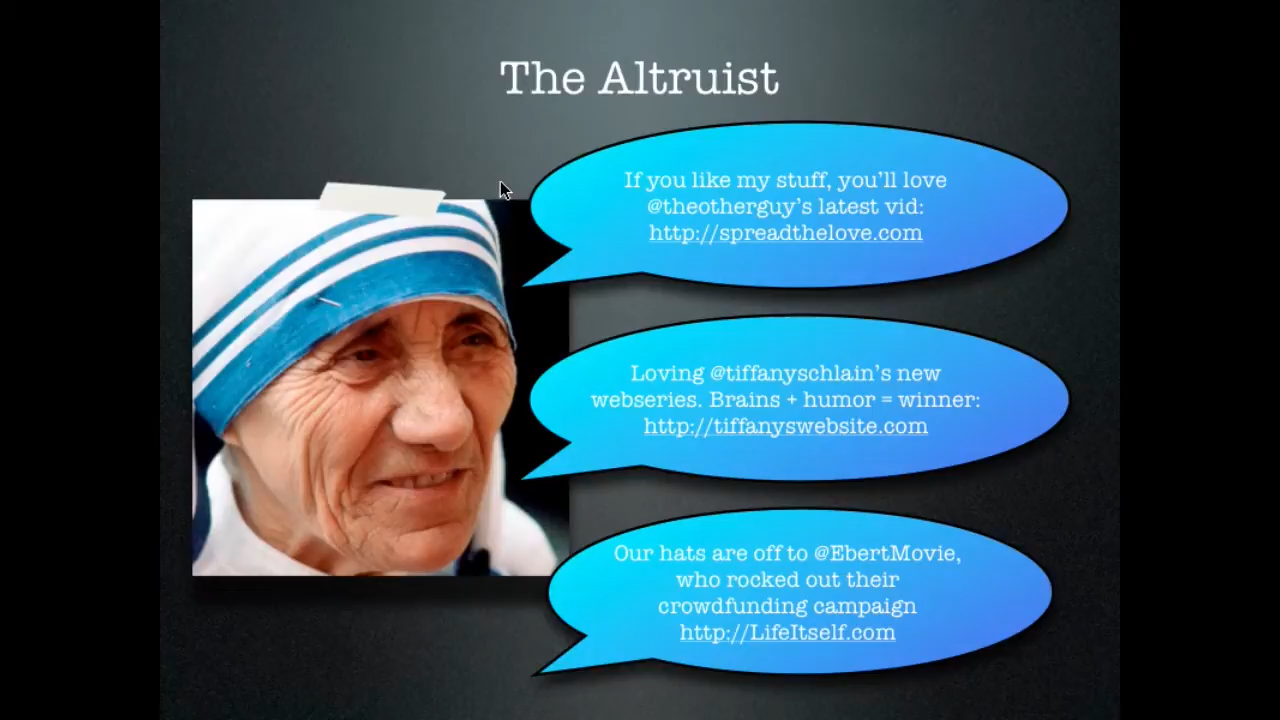 The Altruist
If you like my stuff, you'll love
@theotherguy's latest vid:
http://spreadthelove.com
Loving @tiffanyschlain's new
webseries. Brains + humor = winner:
http://tiffanyswebsite.com
Our hats are off to @EbertMovie,
who rocked out their
crowdfunding campaign
http://LifeItself.com